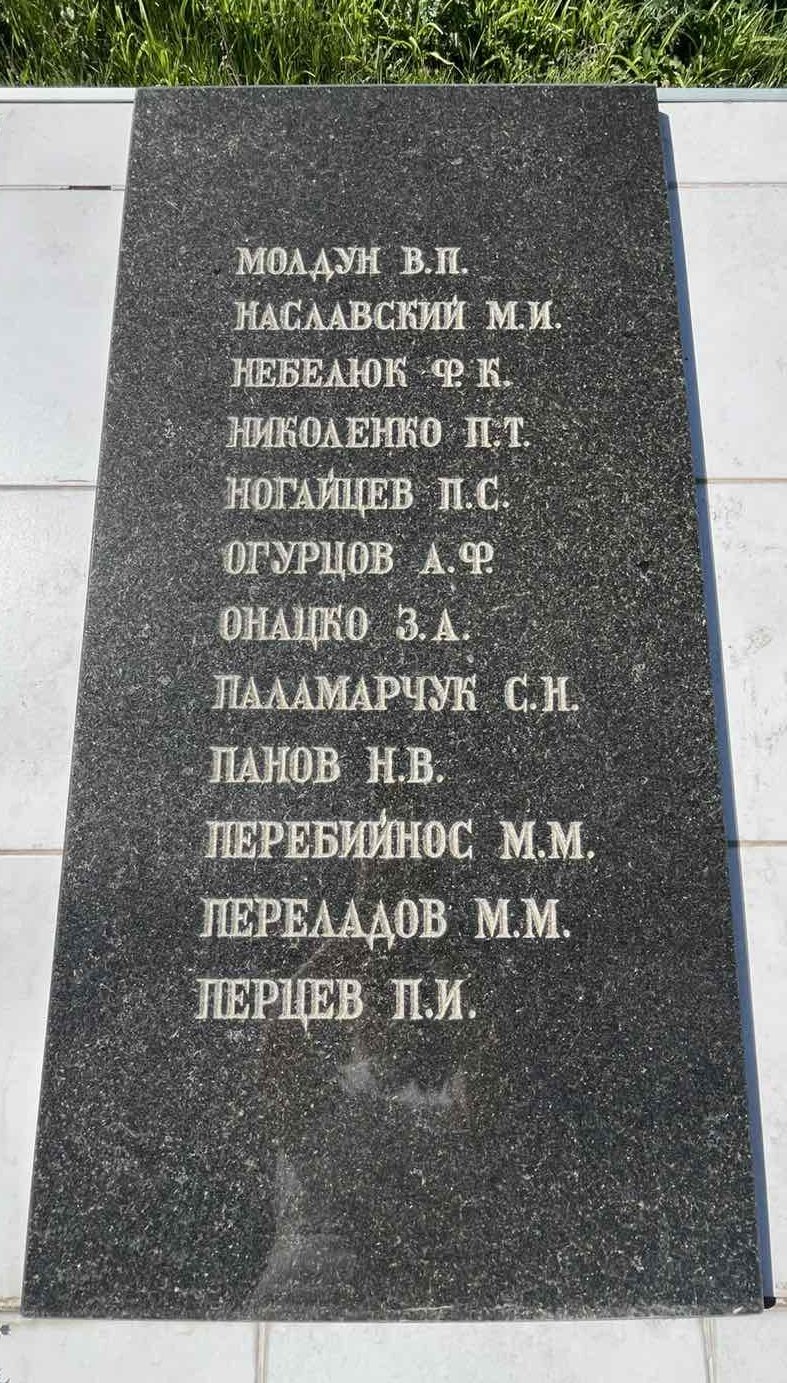 МОЛДУН В.П.
НАСЛАВСКИЙ М.И.
НЕБЕЛЮК Ф.К.
НИКОЛЕНКО П.Т.
НОГАЙЦЕВ П.С.
ОГУРЦОВ А.Ф.
ОНАЦКО З.А.
ПАЛАМАРЧУК С.Н.
ПАНОВ Н.В.
ПЕРЕБИЙНОС М.М.
ПЕРЕЛАДОВ М.М.
ПЕРЦЕВ П.И.